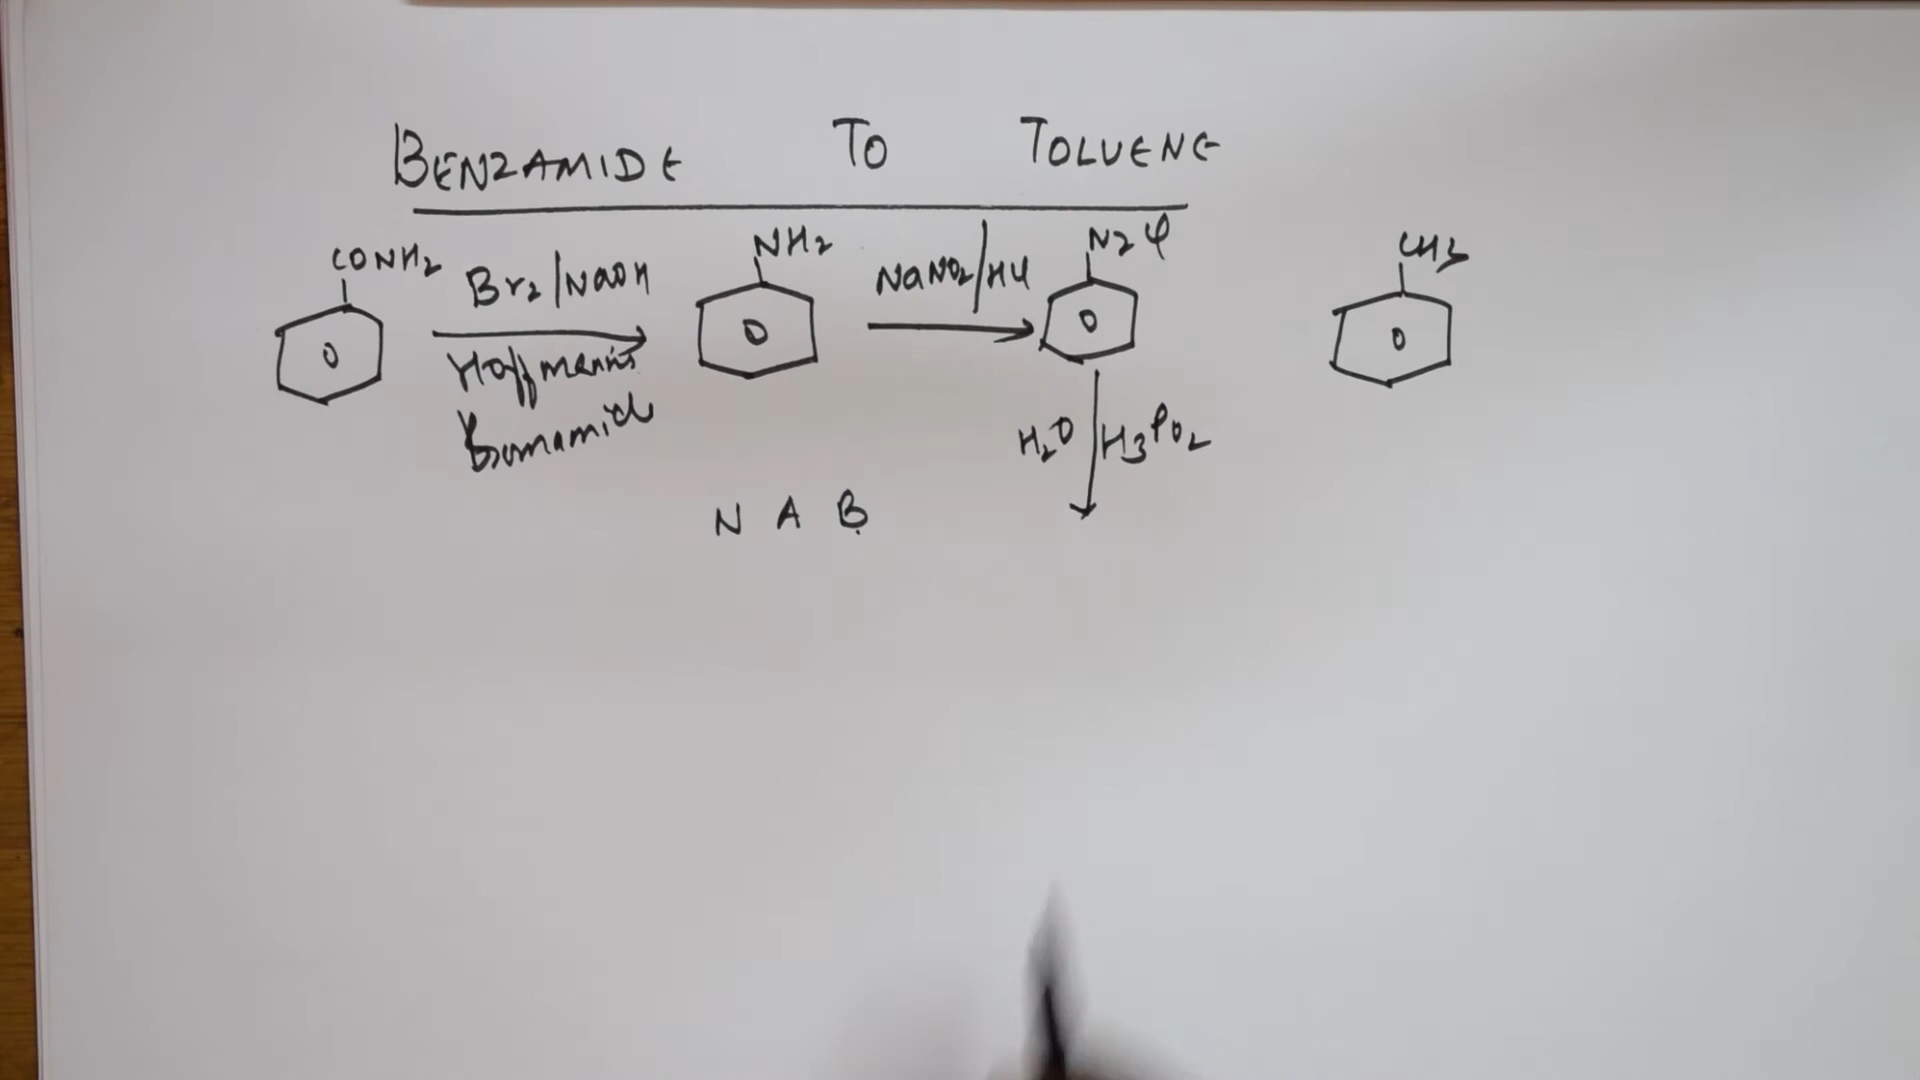 BENZAMIDE TO TOLUENE
CONH2 Br2/NaOH NH2 NaNO2/HCl N2Cl CH3
Hoffmann's
Bromamide
H2O H3PO2
N A B